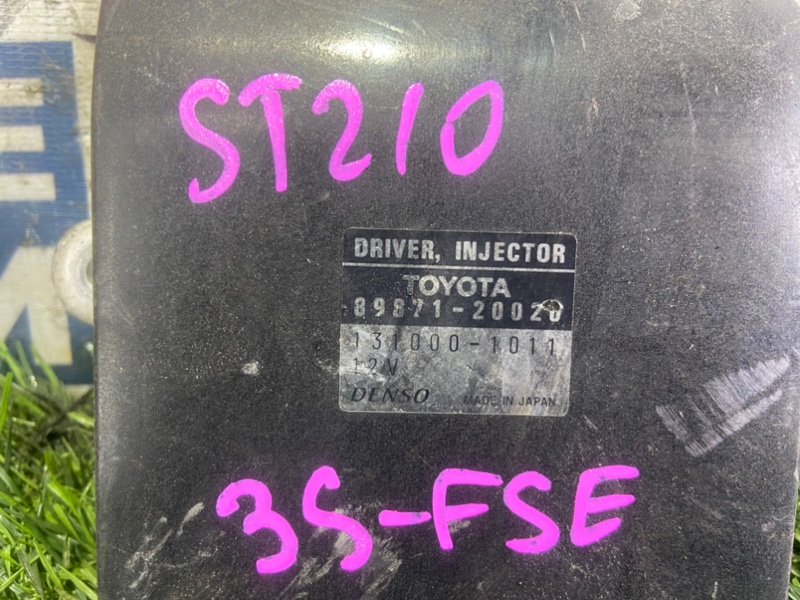 ST210
DRIVER, INJECTOR
TOYOTA
89871-20020
131000-1011
12V
DENSO MADE IN JAPAN
3S-FSE